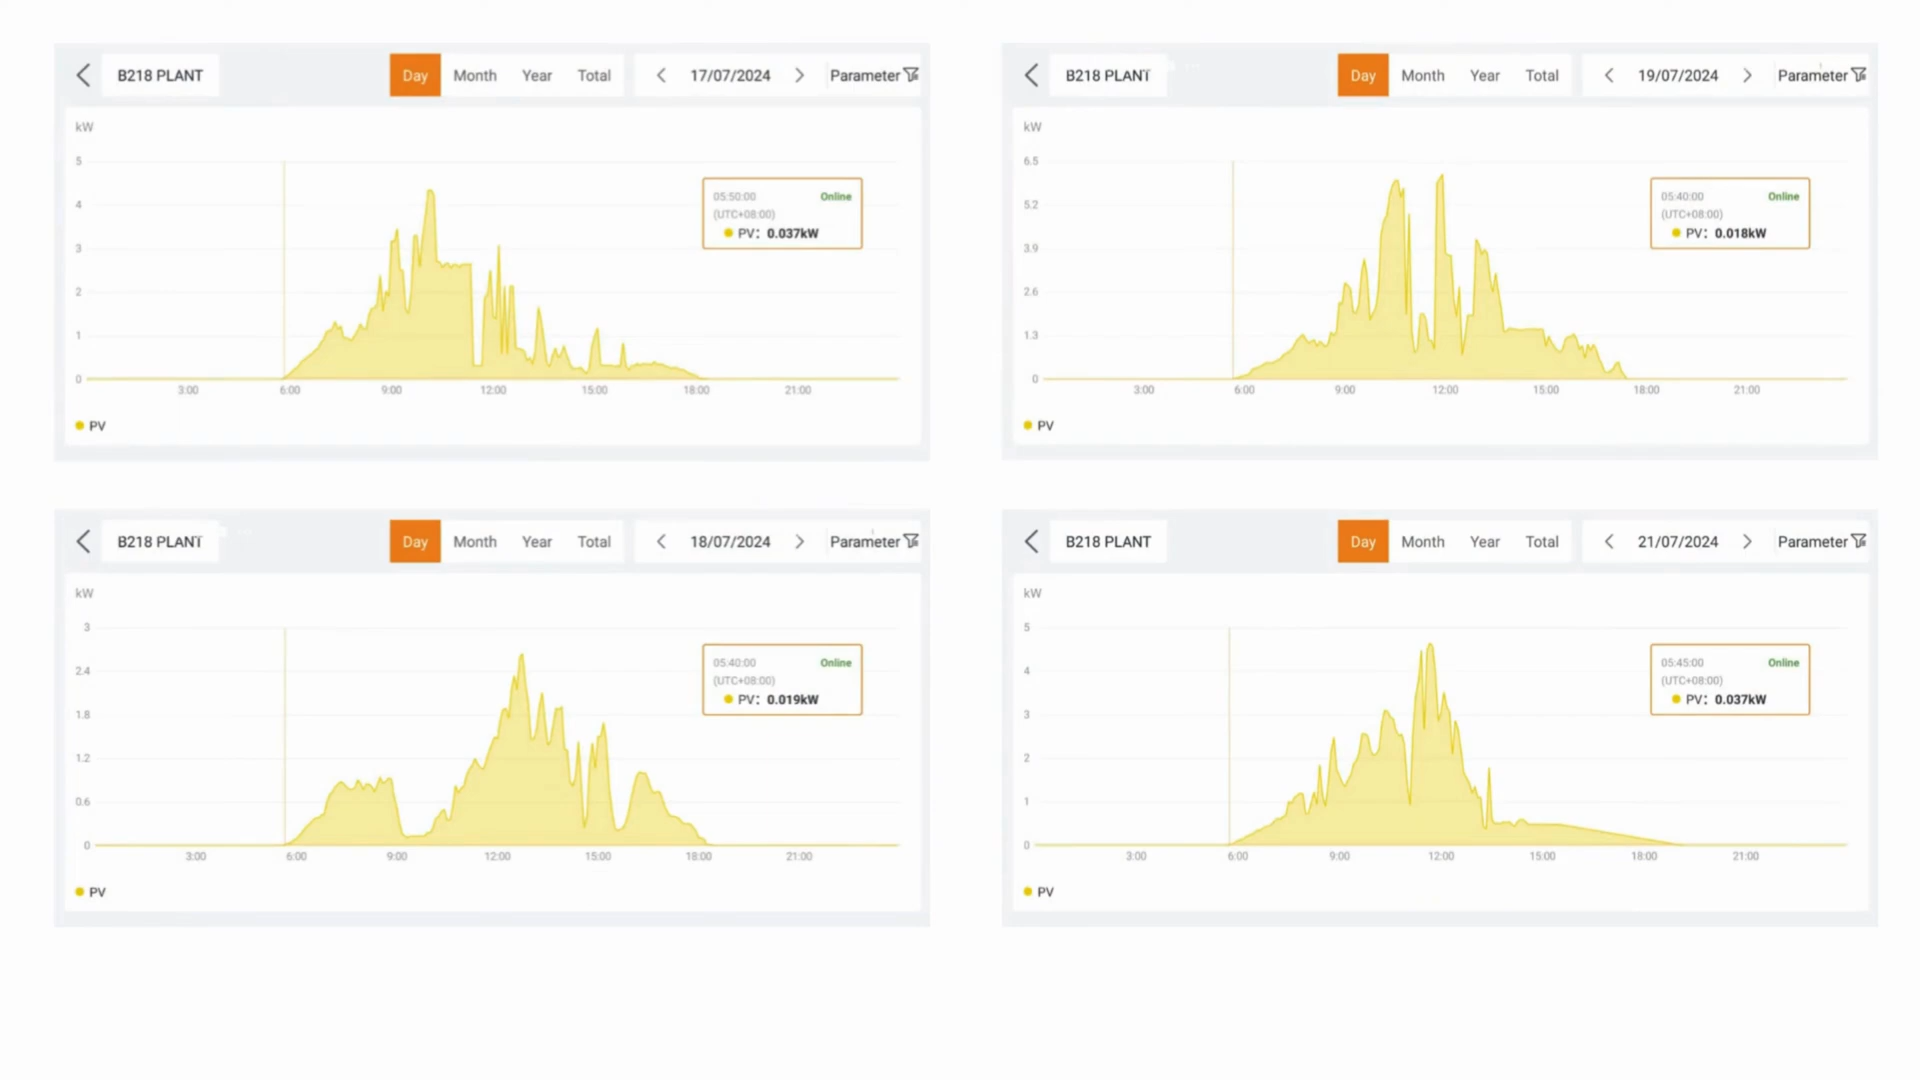 B218 PLANT Day Month Year Total 17/07/2024 Parameter
kW
5
05:50:00 Online
4
(UTC+08:00)
PV: 0.037kW
3
2
1
0
3:00 6:00 9:00 12:00 15:00 18:00 21:00
PV
B218 PLANT Day Month Year Total 19/07/2024 Parameter
kW
6.5
05:40:00 Online
5.2
(UTC+08:00)
PV: 0.018kW
3.9
2.6
1.3
0
3:00 6:00 9:00 12:00 15:00 18:00 21:00
PV
B218 PLANT Day Month Year Total 18/07/2024 Parameter
kW
3
05:40:00 Online
2.4
(UTC+08:00)
PV: 0.019kW
1.8
1.2
0.6
0
3:00 6:00 9:00 12:00 15:00 18:00 21:00
PV
B218 PLANT Day Month Year Total 21/07/2024 Parameter
kW
5
05:45:00 Online
4
(UTC+08:00)
PV: 0.037kW
3
2
1
0
3:00 6:00 9:00 12:00 15:00 18:00 21:00
PV